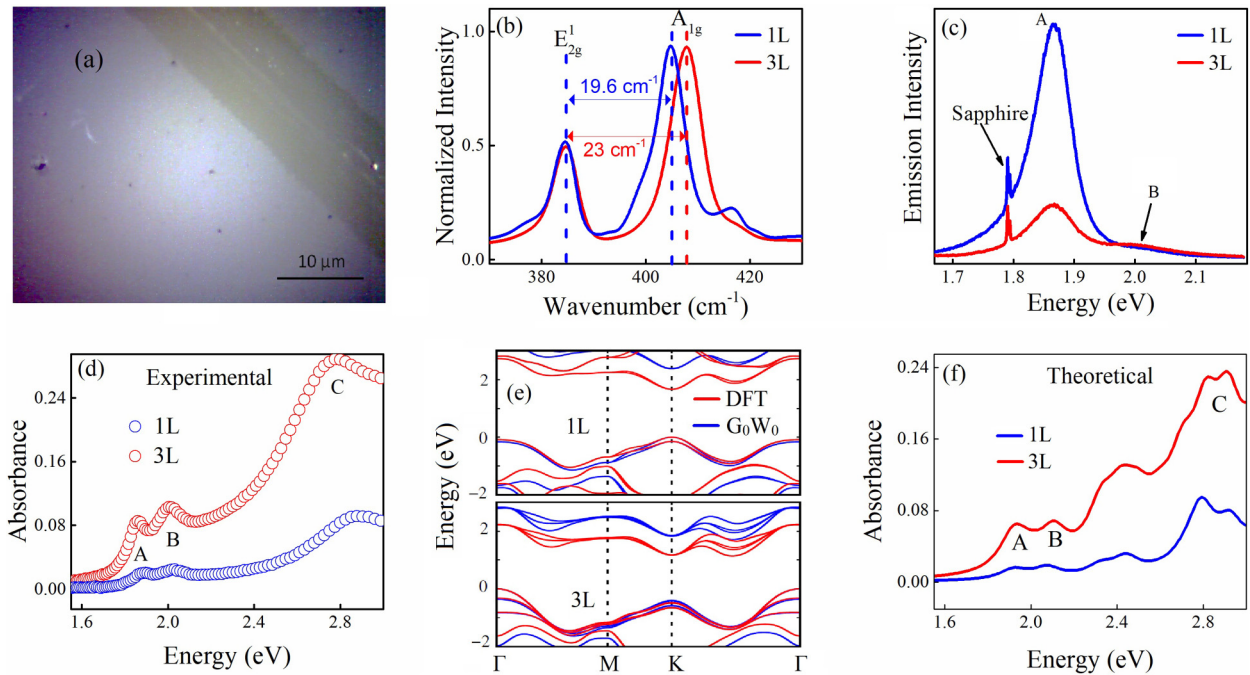 (a)
10 μm
(b)
E¹2g
A1g
1L
3L
19.6 cm⁻¹
23 cm⁻¹
Normalized Intensity
1.0
0.5
0.0
380
400
420
Wavenumber (cm⁻¹)
(c)
A
1L
3L
Sapphire
B
Emission Intensity
1.7
1.8
1.9
2.0
2.1
Energy (eV)
(d)
Experimental
1L
3L
A
B
C
Absorbance
0.24
0.16
0.08
0.00
1.6
2.0
2.4
2.8
Energy (eV)
(e)
DFT
G₀W₀
1L
3L
Energy (eV)
2
0
−2
2
0
−2
Γ
M
K
Γ
(f)
Theoretical
1L
3L
A
B
C
Absorbance
0.24
0.16
0.08
0.00
1.6
2.0
2.4
2.8
Energy (eV)